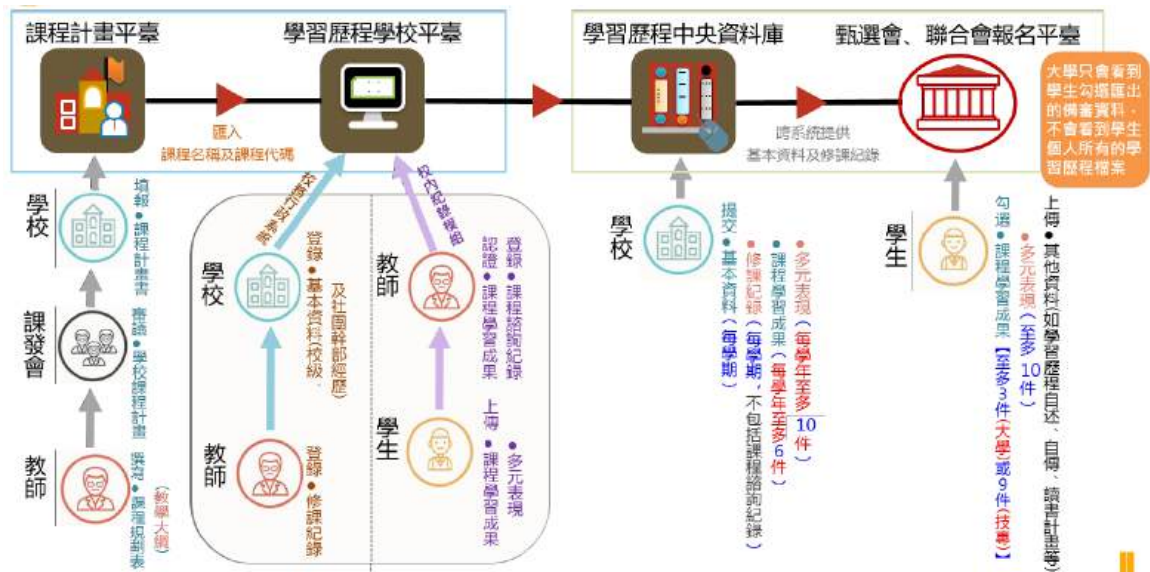 課程計畫平臺
學習歷程學校平臺
學習歷程中央資料庫
甄選會、聯合會報名平臺
匯入
課程名稱及課程代碼
跨系統提供
基本資料及修課紀錄
大學只會看到
學生勾選匯出
的備審資料，
不會看到學生
個人所有的學
習歷程檔案
學校
填報•課程計畫書
課發會
審議•學校課程計畫
教師
撰寫•課程規劃表
(教學大綱)
校務行政系統
學校
登錄•基本資料(校級、
及社團幹部經歷)
教師
登錄•修課紀錄
校內紀錄模組
教師
登錄•課程諮詢紀錄
認證•課程學習成果
學生
上傳•課程學習成果
•多元表現
學校
提交•基本資料(每學期)
•修課紀錄(每學期，不包括課程諮詢紀錄)
•課程學習成果(每學年至多6件)
•多元表現(每學年至多10件)
學生
勾選•課程學習成果【至多3件(大學)或9件(技專)】
•多元表現(至多10件)
上傳•其他資料(如學習歷程自述、自傳、讀書計畫等)